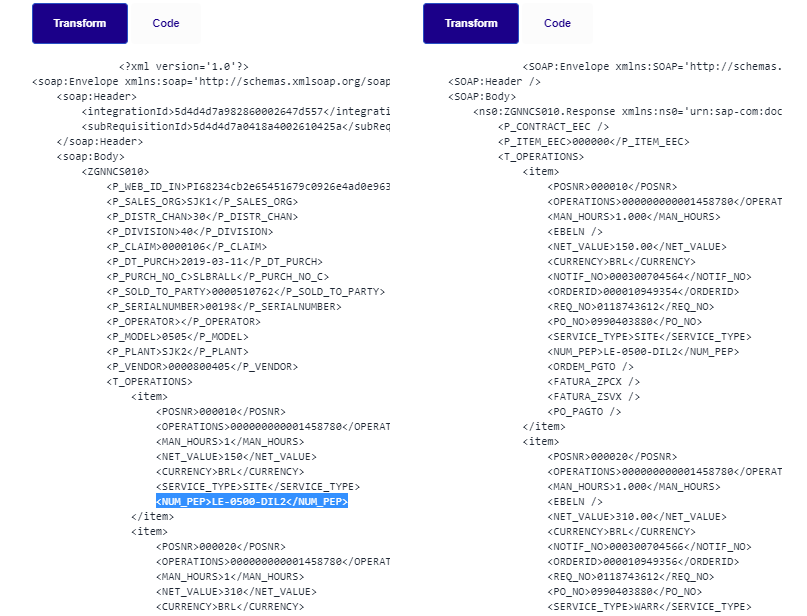 Transform
Code
<?xml version='1.0'?>
<soap:Envelope xmlns:soap='http://schemas.xmlsoap.org/soap
<soap:Header>
<integrationId>5d4d4d7a982860002647d557</integrati
<subRequisitionId>5d4d4d7a0418a4002610425a</subReq
</soap:Header>
<soap:Body>
<ZGNNCS010>
<P_WEB_ID_IN>PI68234cb2e65451679c0926e4ad0e963
<P_SALES_ORG>SJK1</P_SALES_ORG>
<P_DISTR_CHAN>30</P_DISTR_CHAN>
<P_DIVISION>40</P_DIVISION>
<P_CLAIM>0000106</P_CLAIM>
<P_DT_PURCH>2019-03-11</P_DT_PURCH>
<P_PURCH_NO_C>SLBRALL</P_PURCH_NO_C>
<P_SOLD_TO_PARTY>0000510762</P_SOLD_TO_PARTY>
<P_SERIALNUMBER>00198</P_SERIALNUMBER>
<P_OPERATOR></P_OPERATOR>
<P_MODEL>0505</P_MODEL>
<P_PLANT>SJK2</P_PLANT>
<P_VENDOR>0000800405</P_VENDOR>
<T_OPERATIONS>
<item>
<POSNR>000010</POSNR>
<OPERATIONS>000000000001458780</OPERAT
<MAN_HOURS>1</MAN_HOURS>
<NET_VALUE>150</NET_VALUE>
<CURRENCY>BRL</CURRENCY>
<SERVICE_TYPE>SITE</SERVICE_TYPE>
<NUM_PEP>LE-0500-DIL2</NUM_PEP>
</item>
<item>
<POSNR>000020</POSNR>
<OPERATIONS>000000000001458780</OPERAT
<MAN_HOURS>1</MAN_HOURS>
<NET_VALUE>310</NET_VALUE>
<CURRENCY>BRL</CURRENCY>
Transform
Code
<SOAP:Envelope xmlns:SOAP='http://schemas.
<SOAP:Header />
<SOAP:Body>
<ns0:ZGNNCS010.Response xmlns:ns0='urn:sap-com:doc
<P_CONTRACT_EEC />
<P_ITEM_EEC>000000</P_ITEM_EEC>
<T_OPERATIONS>
<item>
<POSNR>000010</POSNR>
<OPERATIONS>000000000001458780</OPERAT
<MAN_HOURS>1.000</MAN_HOURS>
<EBELN />
<NET_VALUE>150.00</NET_VALUE>
<CURRENCY>BRL</CURRENCY>
<NOTIF_NO>000300704564</NOTIF_NO>
<ORDERID>000010949354</ORDERID>
<REQ_NO>0118743612</REQ_NO>
<PO_NO>0990403880</PO_NO>
<SERVICE_TYPE>SITE</SERVICE_TYPE>
<NUM_PEP>LE-0500-DIL2</NUM_PEP>
<ORDEM_PGTO />
<FATURA_ZPCX />
<FATURA_ZSVX />
<PO_PAGTO />
</item>
<item>
<POSNR>000020</POSNR>
<OPERATIONS>000000000001458780</OPERAT
<MAN_HOURS>1.000</MAN_HOURS>
<EBELN />
<NET_VALUE>310.00</NET_VALUE>
<CURRENCY>BRL</CURRENCY>
<NOTIF_NO>000300704566</NOTIF_NO>
<ORDERID>000010949356</ORDERID>
<REQ_NO>0118743612</REQ_NO>
<PO_NO>0990403880</PO_NO>
<SERVICE_TYPE>WARR</SERVICE_TYPE>